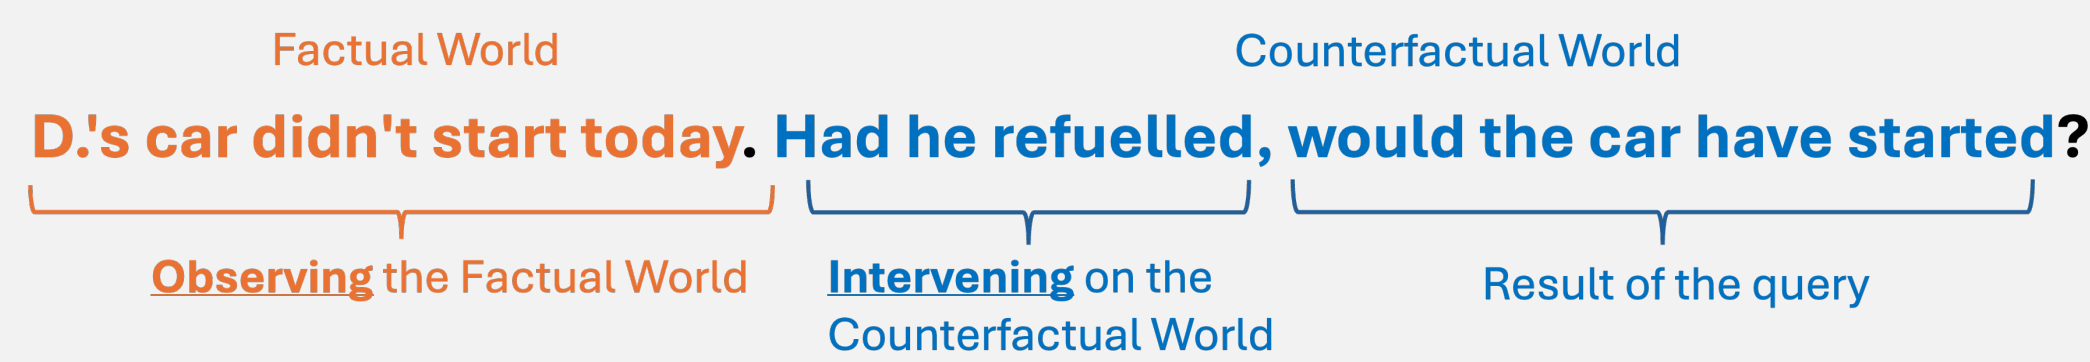 Factual World
Counterfactual World
D.'s car didn't start today. Had he refuelled, would the car have started?
Observing the Factual World
Intervening on the
Counterfactual World
Result of the query